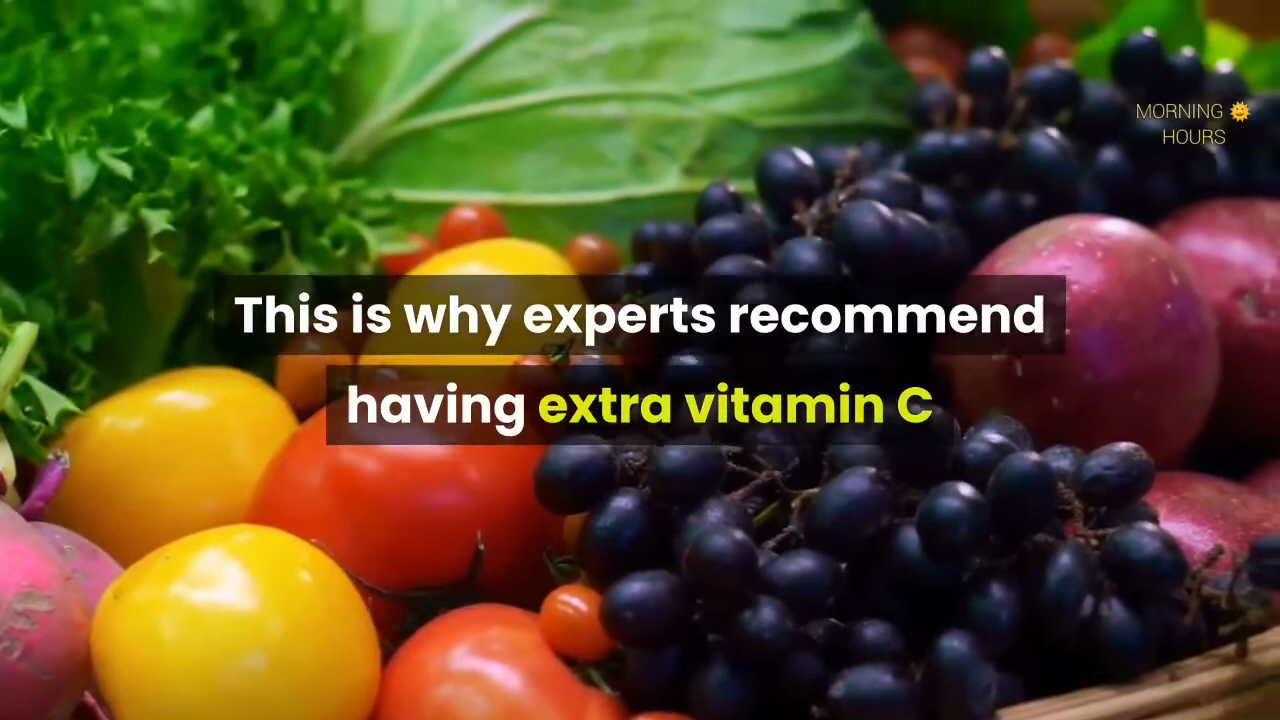 MORNING 🌞
HOURS
This is why experts recommend
having extra vitamin C